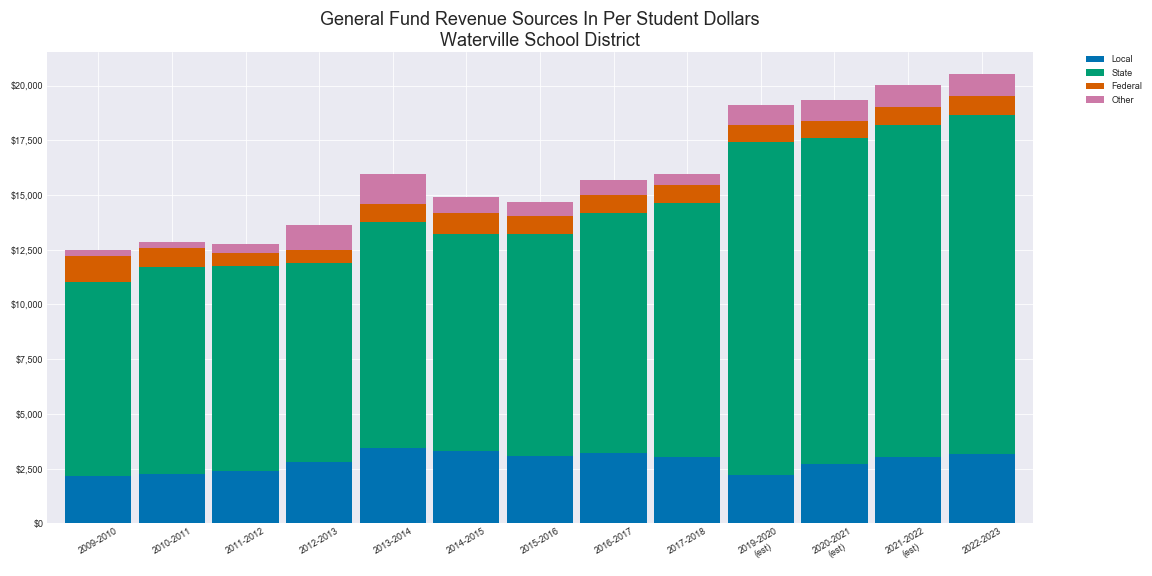 General Fund Revenue Sources In Per Student Dollars
Waterville School District
Local
State
Federal
Other
$20,000
$17,500
$15,000
$12,500
$10,000
$7,500
$5,000
$2,500
$0
2009-2010
2010-2011
2011-2012
2012-2013
2013-2014
2014-2015
2015-2016
2016-2017
2017-2018
2019-2020
(est)
2020-2021
(est)
2021-2022
(est)
2022-2023